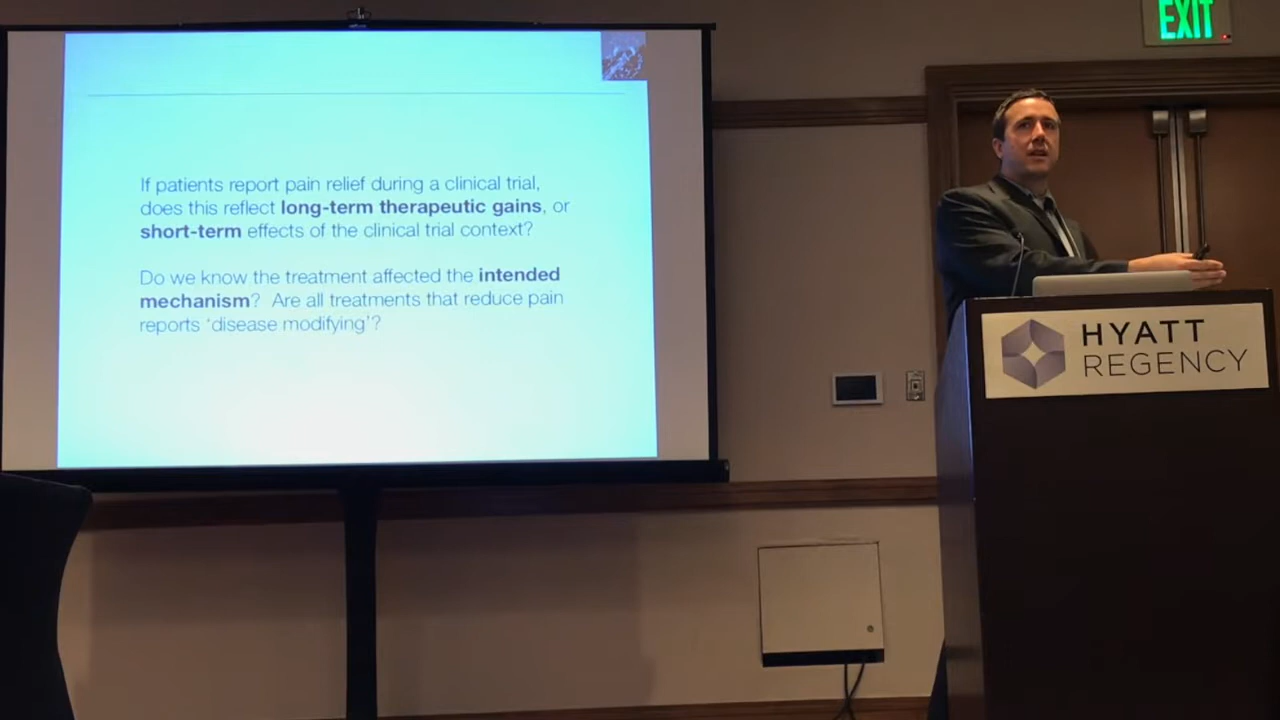 If patients report pain relief during a clinical trial,
does this reflect long-term therapeutic gains, or
short-term effects of the clinical trial context?
Do we know the treatment affected the intended
mechanism? Are all treatments that reduce pain
reports ‘disease modifying’?
EXIT
HYATT
REGENCY